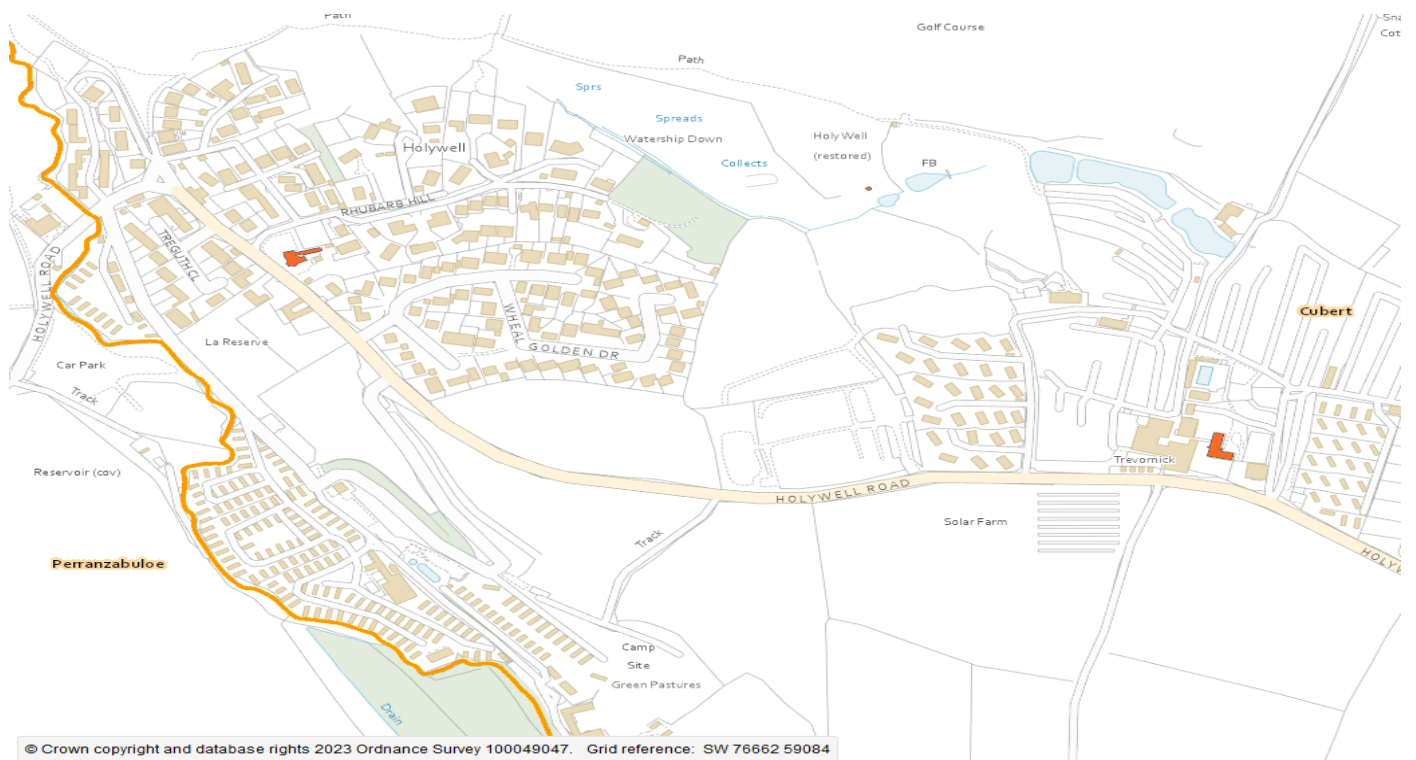 Path
Golf Course
Sna
Cot
Path
Sprs
Spreads
Watership Down
Collects
Holy Well
(restored)
FB
Holywell
RHUBARB HILL
TREGUTH CL
HOLYWELL ROAD
WHEAL
GOLDEN DR
La Reserve
Cubert
Car Park
Track
Reservoir (cov)
Trevornick
HOLYWELL ROAD
Solar Farm
Track
HOLYW
Perranzabuloe
Camp
Site
Green Pastures
Drain
© Crown copyright and database rights 2023 Ordnance Survey 100049047. Grid reference: SW 76662 59084